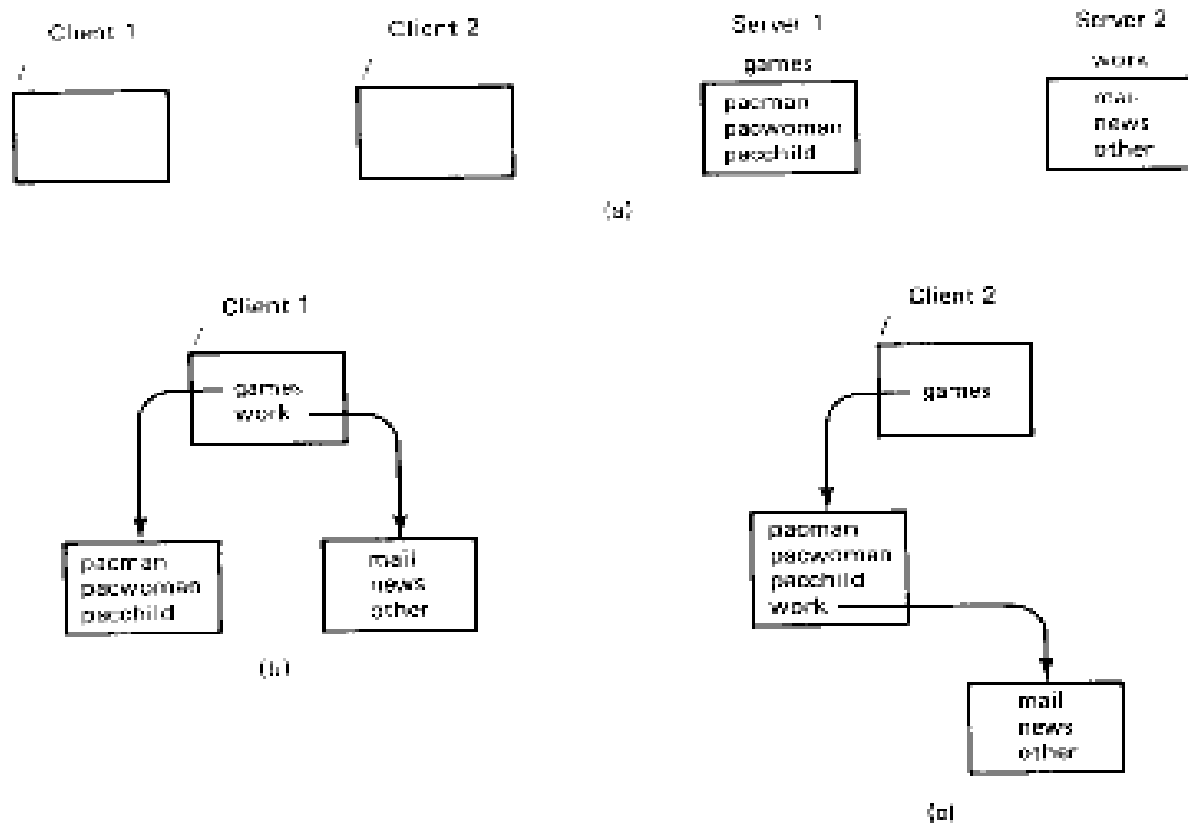 Client 1
/
Client 2
/
Server 1
games
pacman
pacwoman
pacchild
Server 2
work
mail
news
other
(a)
Client 1
/
games
work
pacman
pacwoman
pacchild
mail
news
other
(b)
Client 2
/
games
pacman
pacwoman
pacchild
work
mail
news
other
(c)